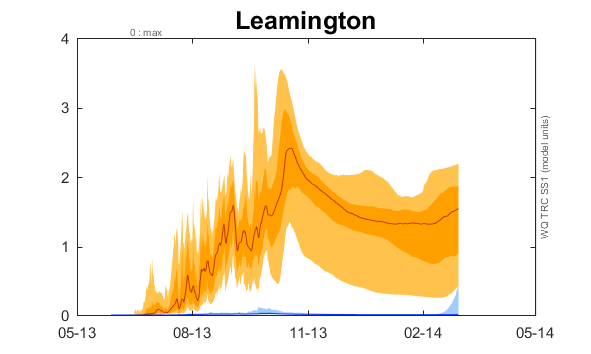 Leamington
0 : max
4
3
2
1
0
05-13 08-13 11-13 02-14 05-14
WQ TRC SS1 (model units)